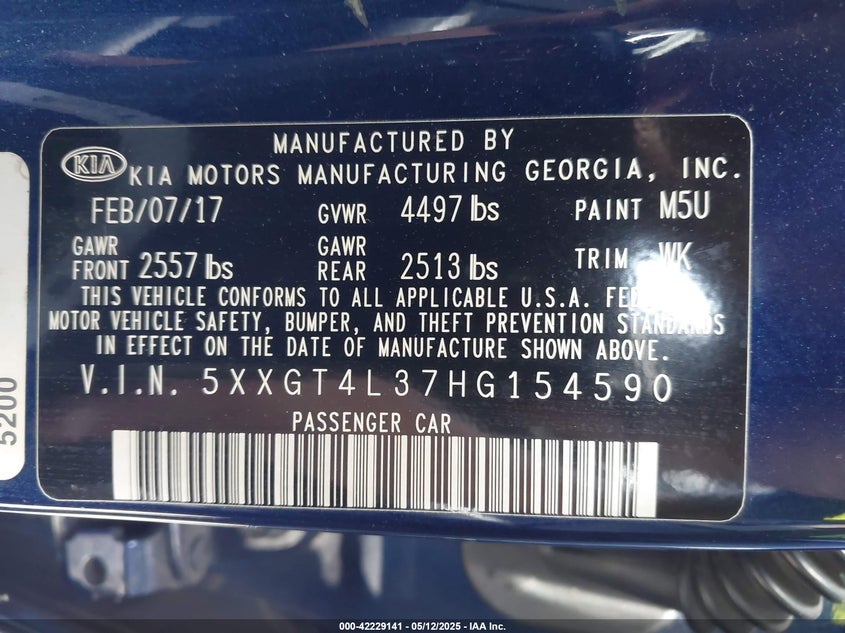 MANUFACTURED BY
KIA KIA MOTORS MANUFACTURING GEORGIA, INC.
FEB/07/17 GVWR 4497 lbs PAINT M5U
GAWR FRONT 2557 lbs GAWR REAR 2513 lbs TRIM WK
THIS VEHICLE CONFORMS TO ALL APPLICABLE U.S.A.
MOTOR VEHICLE SAFETY, BUMPER, AND THEFT PREVENTION STANDARDS
IN EFFECT ON THE DATE OF MANUFACTURE SHOWN ABOVE.
V.I.N. 5XXGT4L37HG154590
PASSENGER CAR
5200
000-42229141 - 05/12/2025 - IAA Inc.